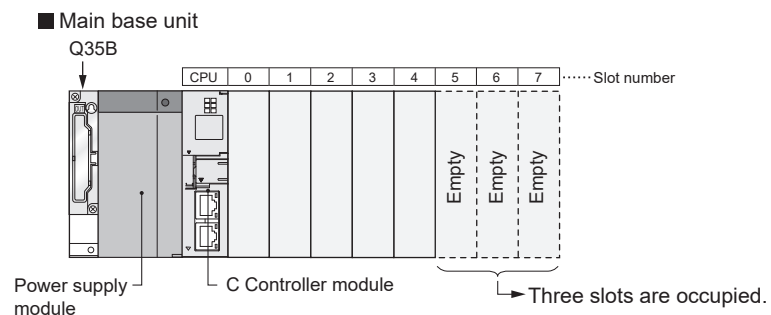 ■ Main base unit
Q35B
CPU 0 1 2 3 4 5 6 7 ······Slot number
OUT
Empty Empty Empty
Power supply module
C Controller module
Three slots are occupied.